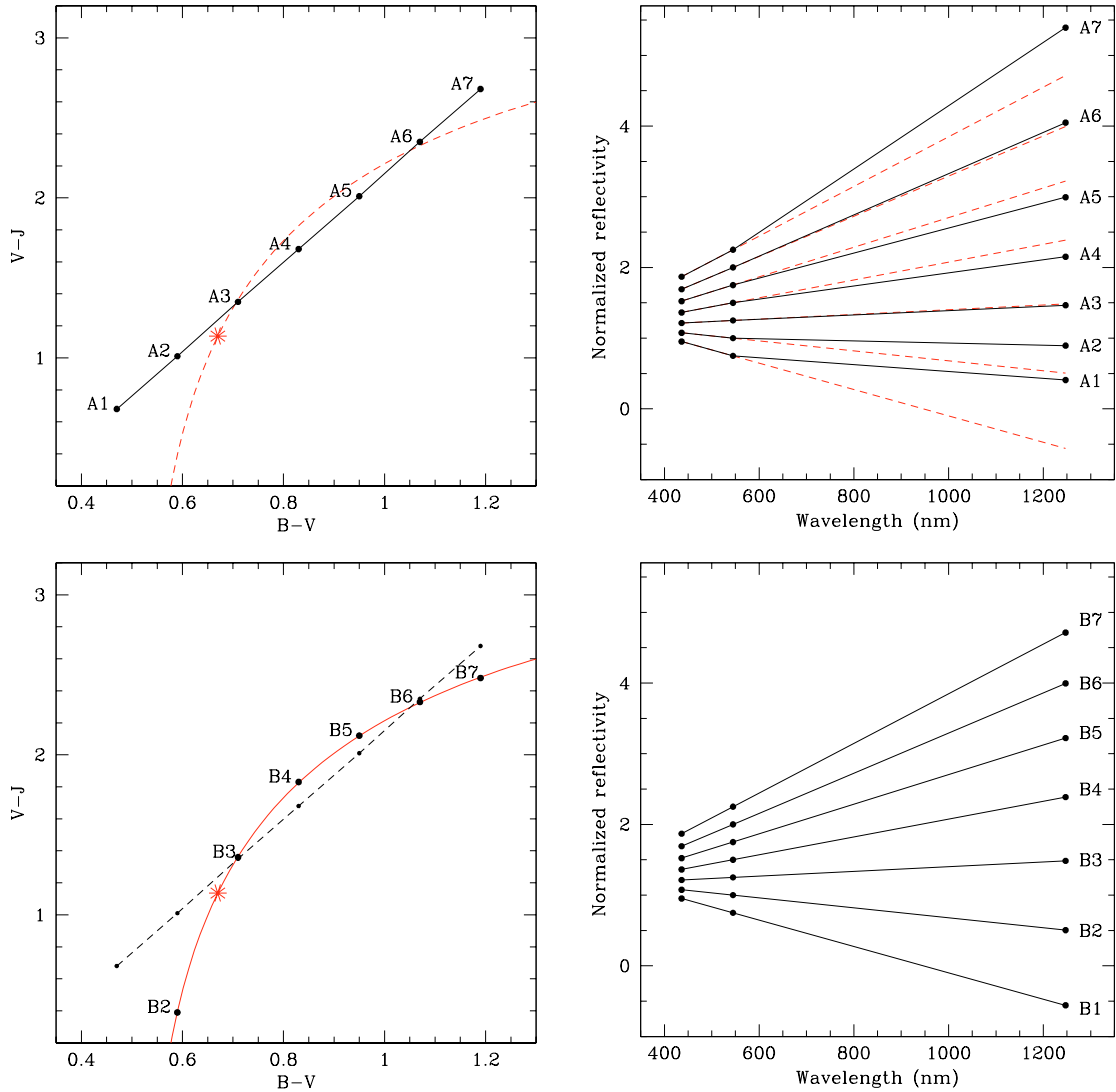 3
2
1
V-J
A1
A2
A3
A4
A5
A6
A7
0.4
0.6
0.8
1
1.2
B-V
4
2
0
Normalized reflectivity
A7
A6
A5
A4
A3
A2
A1
400
600
800
1000
1200
Wavelength (nm)
3
2
1
V-J
B2
B3
B4
B5
B6
B7
0.4
0.6
0.8
1
1.2
B-V
4
2
0
Normalized reflectivity
B7
B6
B5
B4
B3
B2
B1
400
600
800
1000
1200
Wavelength (nm)